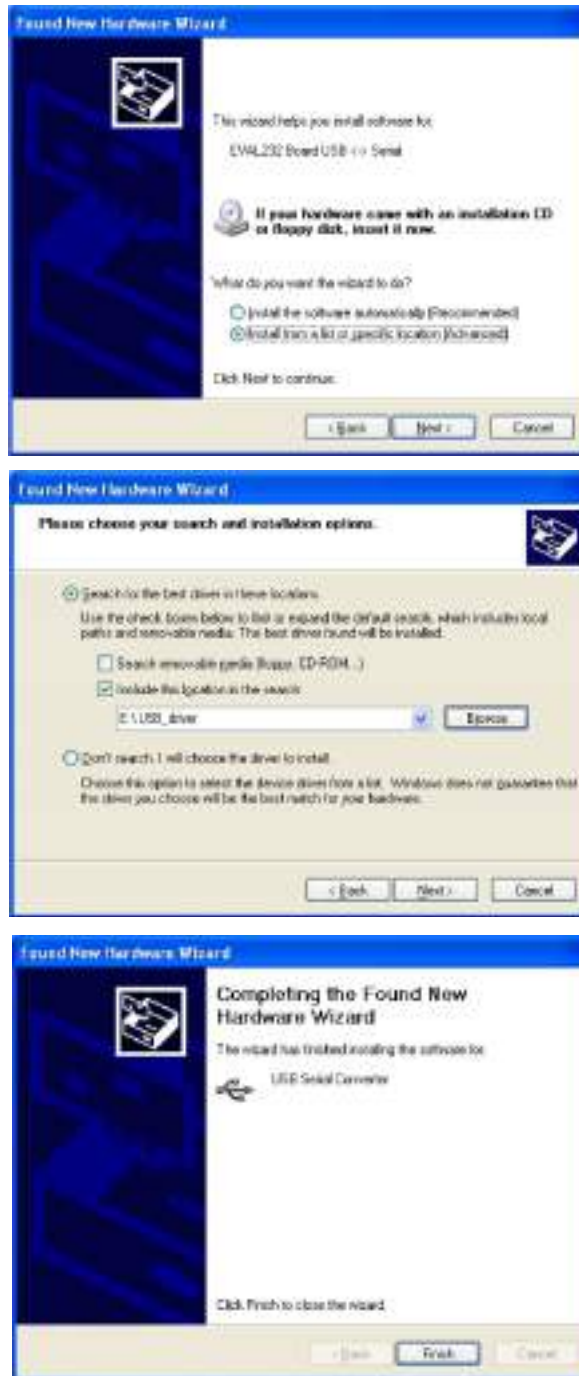 Found New Hardware Wizard
This wizard helps you install software for:
EVAL232 Board USB <-> Serial
If your hardware came with an installation CD
or floppy disk, insert it now.
What do you want the wizard to do?
Install the software automatically (Recommended)
Install from a list or specific location (Advanced)
Click Next to continue.
< Back
Next >
Cancel
Found New Hardware Wizard
Please choose your search and installation options.
Search for the best driver in these locations.
Use the check boxes below to limit or expand the default search, which includes local
paths and removable media. The best driver found will be installed.
Search removable media (floppy, CD-ROM...)
Include this location in the search:
E:\USB_driver
Browse
Don't search. I will choose the driver to install.
Choose this option to select the device driver from a list. Windows does not guarantee that
the driver you choose will be the best match for your hardware.
< Back
Next >
Cancel
Found New Hardware Wizard
Completing the Found New
Hardware Wizard
The wizard has finished installing the software for:
USB Serial Converter
Click Finish to close the wizard.
< Back
Finish
Cancel